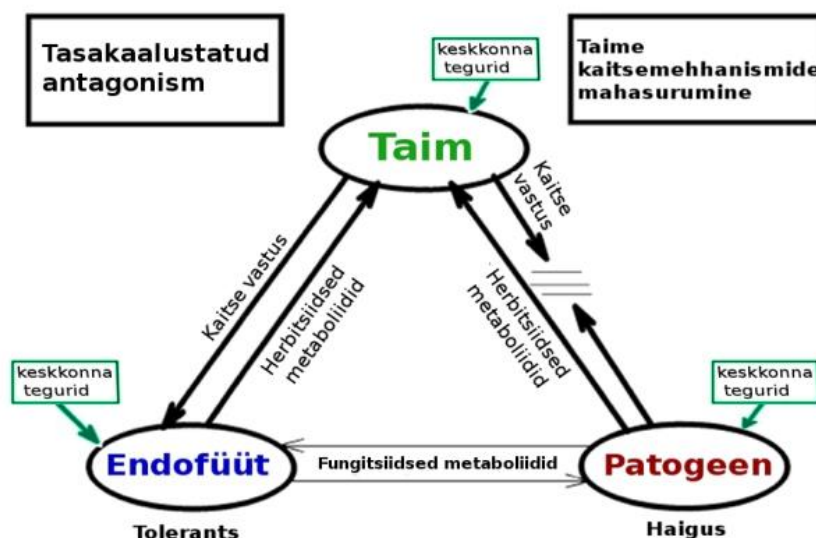 Tasakaalustatud
antagonism
keskkonna
tegurid
Taime
kaitsemehhanismide
mahasurumine
Taim
Kaitse
vastus
Kaitse vastus
Herbitsiidsed
metaboliidid
Herbitsiidsed
metaboliidid
keskkonna
tegurid
keskkonna
tegurid
Endofüüt
Fungitsiidsed metaboliidid
Patogeen
Tolerants
Haigus